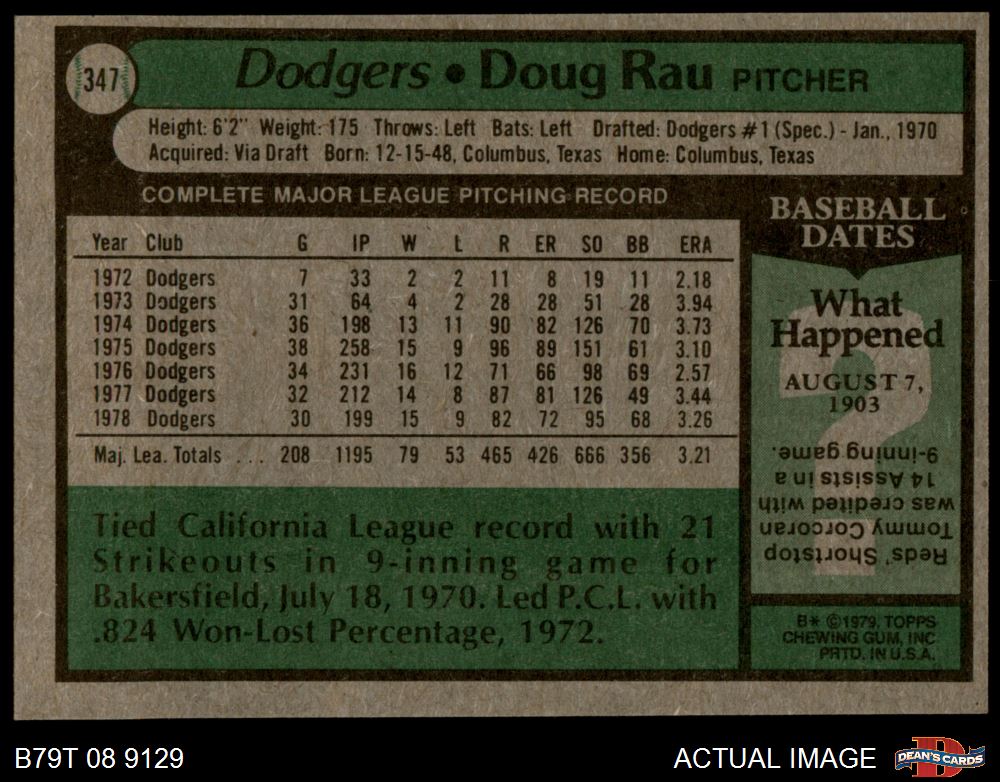 347
Dodgers • Doug Rau PITCHER
Height: 6'2" Weight: 175 Throws: Left Bats: Left Drafted: Dodgers #1 (Spec.) - Jan., 1970
Acquired: Via Draft Born: 12-15-48, Columbus, Texas Home: Columbus, Texas
COMPLETE MAJOR LEAGUE PITCHING RECORD
Year Club G IP W L R ER SO BB ERA
1972 Dodgers 7 33 2 2 11 8 19 11 2.18
1973 Dodgers 31 64 4 2 28 28 51 28 3.94
1974 Dodgers 36 198 13 11 90 82 126 70 3.73
1975 Dodgers 38 258 15 9 96 89 151 61 3.10
1976 Dodgers 34 231 16 12 71 66 98 69 2.57
1977 Dodgers 32 212 14 8 87 81 126 49 3.44
1978 Dodgers 30 199 15 9 82 72 95 68 3.26
Maj. Lea. Totals ... 208 1195 79 53 465 426 666 356 3.21
Tied California League record with 21
Strikeouts in 9-inning game for
Bakersfield, July 18, 1970. Led P.C.L. with
.824 Won-Lost Percentage, 1972.
BASEBALL
DATES
What
Happened
AUGUST 7,
1903
?
Reds' Shortstop
Tommy Corcoran
was credited with
14 Assists in a
9-inning game.
B* ©1979, TOPPS
CHEWING GUM, INC
PRTD. IN U.S.A.
B79T 08 9129
ACTUAL IMAGE
D
DEAN'S CARDS